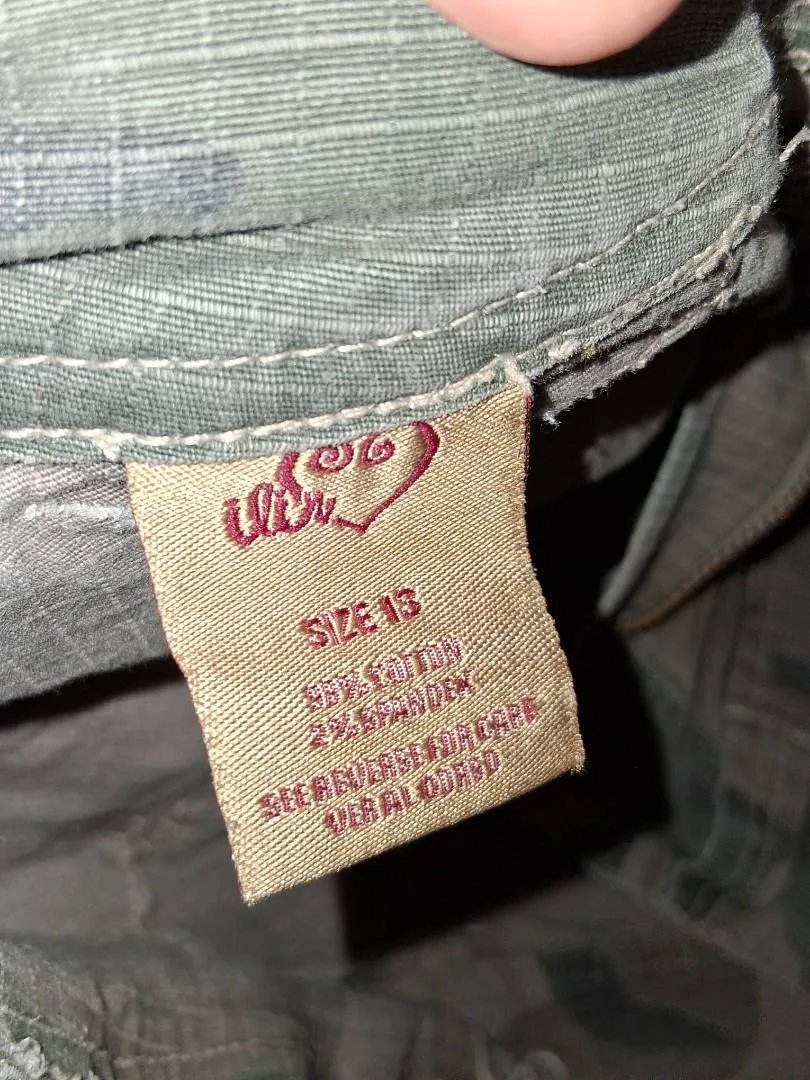 SIZE 13
98% COTTON
2% SPANDEX
SEE REVERSE FOR CARE
VER AL DORSO